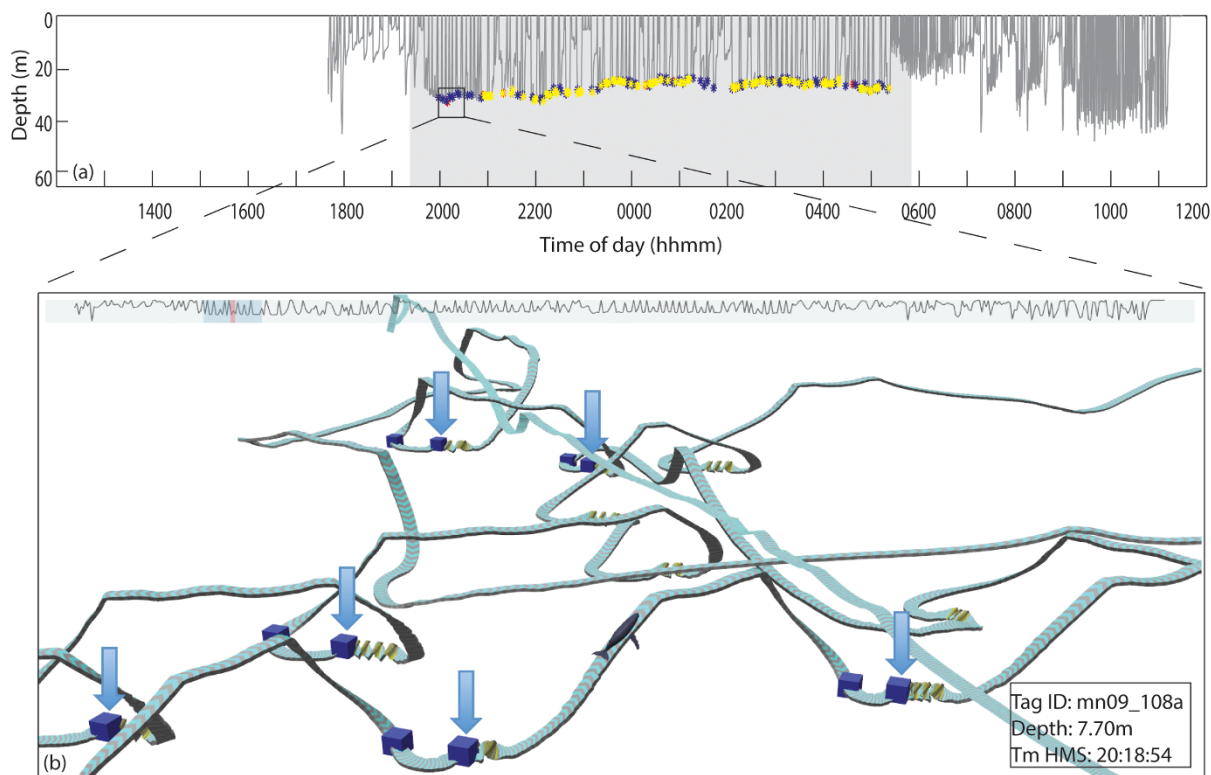 0
20
40
60
Depth (m)
(a)
1400 1600 1800 2000 2200 0000 0200 0400 0600 0800 1000 1200
Time of day (hhmm)
Tag ID: mn09_108a
Depth: 7.70m
Tm HMS: 20:18:54
(b)